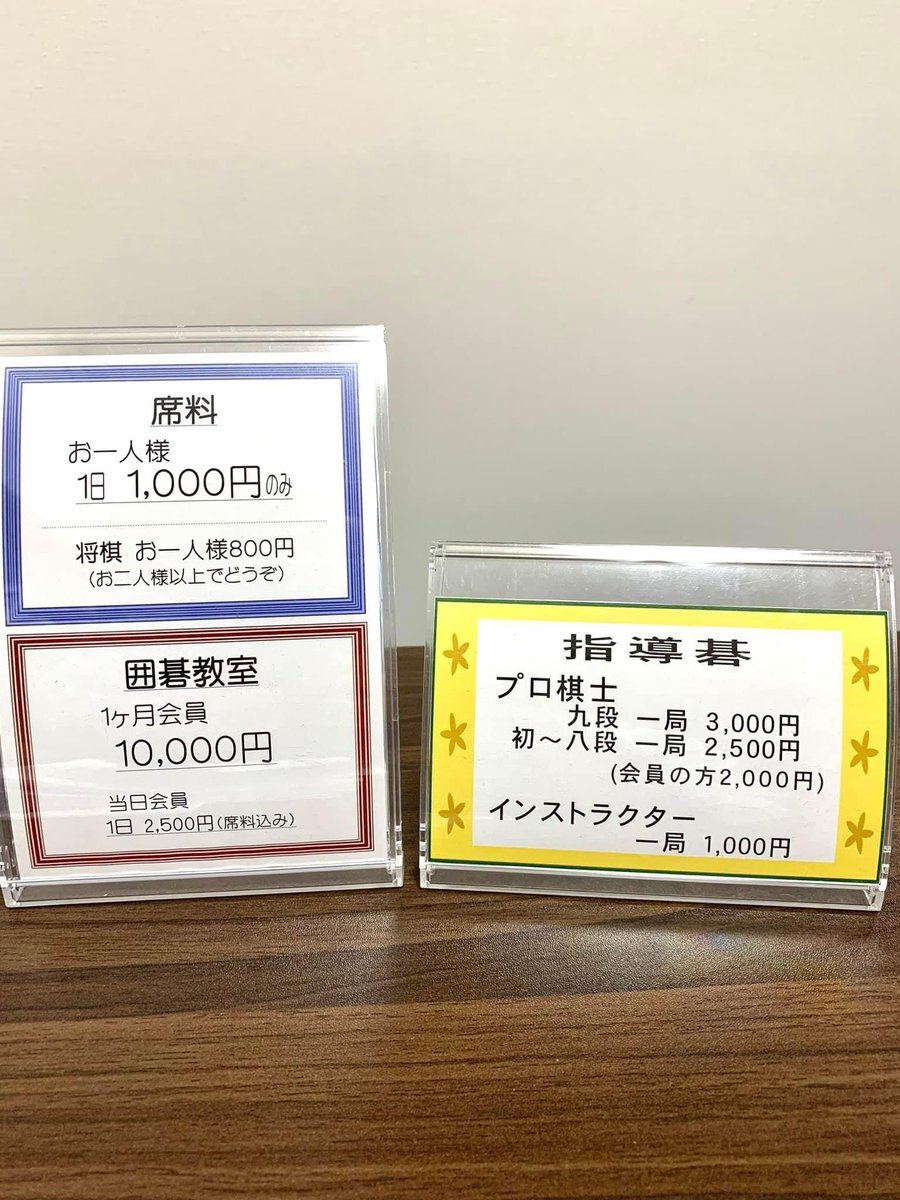 席料
お一人様
1日 1,000円のみ
将棋 お一人様800円
(お二人様以上でどうぞ)
囲碁教室
1ヶ月会員
10,000円
当日会員
1日 2,500円(席料込み)
指導碁
プロ棋士
九段 一局 3,000円
初～八段 一局 2,500円
(会員の方2,000円)
インストラクター
一局 1,000円